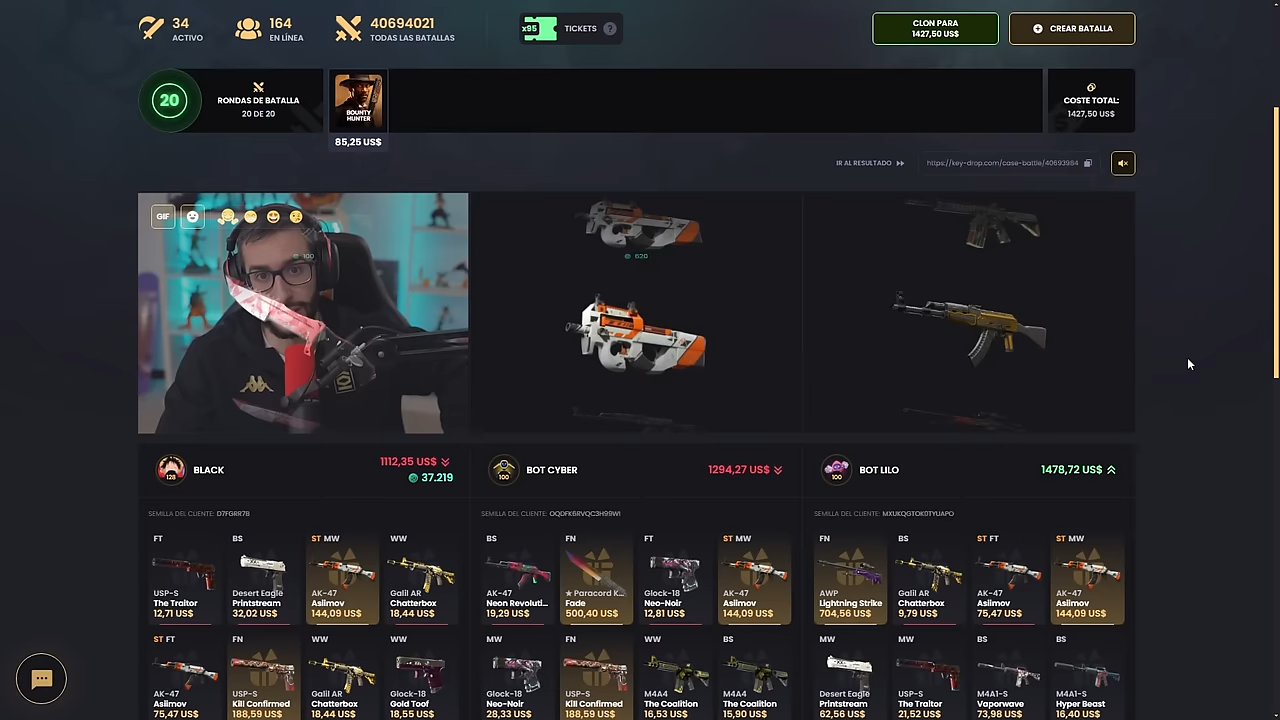 34
ACTIVO
164
EN LÍNEA
40694021
TODAS LAS BATALLAS
x95
TICKETS
?
CLON PARA
1427,50 US$
CREAR BATALLA
20
RONDAS DE BATALLA
20 DE 20
BOUNTY
HUNTER
85,25 US$
COSTE TOTAL:
1427,50 US$
IR AL RESULTADO
https://key-drop.com/case-battle/40693984
GIF
100
620
128
BLACK
1112,35 US$
37.219
100
BOT CYBER
1294,27 US$
100
BOT LILO
1478,72 US$
SEMILLA DEL CLIENTE: D7FGRR7B
SEMILLA DEL CLIENTE: OQDFK6RVQC3H99WI
SEMILLA DEL CLIENTE: MXUKQGTOK0TYUAPO
FT
USP-S
The Traitor
12,71 US$
BS
Desert Eagle
Printstream
32,02 US$
ST MW
AK-47
Asiimov
144,09 US$
WW
Galil AR
Chatterbox
18,44 US$
BS
AK-47
Neon Revoluti...
19,29 US$
FN
★ Paracord K...
Fade
500,40 US$
FT
Glock-18
Neo-Noir
12,81 US$
ST MW
AK-47
Asiimov
144,09 US$
FN
AWP
Lightning Strike
704,56 US$
BS
Galil AR
Chatterbox
9,79 US$
ST FT
AK-47
Asiimov
75,47 US$
ST MW
AK-47
Asiimov
144,09 US$
ST FT
AK-47
Asiimov
75,47 US$
FN
USP-S
Kill Confirmed
188,59 US$
WW
Galil AR
Chatterbox
18,44 US$
WW
Glock-18
Gold Toof
18,55 US$
MW
Glock-18
Neo-Noir
28,33 US$
FN
USP-S
Kill Confirmed
188,59 US$
WW
M4A4
The Coalition
16,53 US$
BS
M4A4
The Coalition
15,90 US$
MW
Desert Eagle
Printstream
62,56 US$
MW
USP-S
The Traitor
21,52 US$
BS
M4A1-S
Vaporwave
73,98 US$
BS
M4A1-S
Hyper Beast
16,40 US$